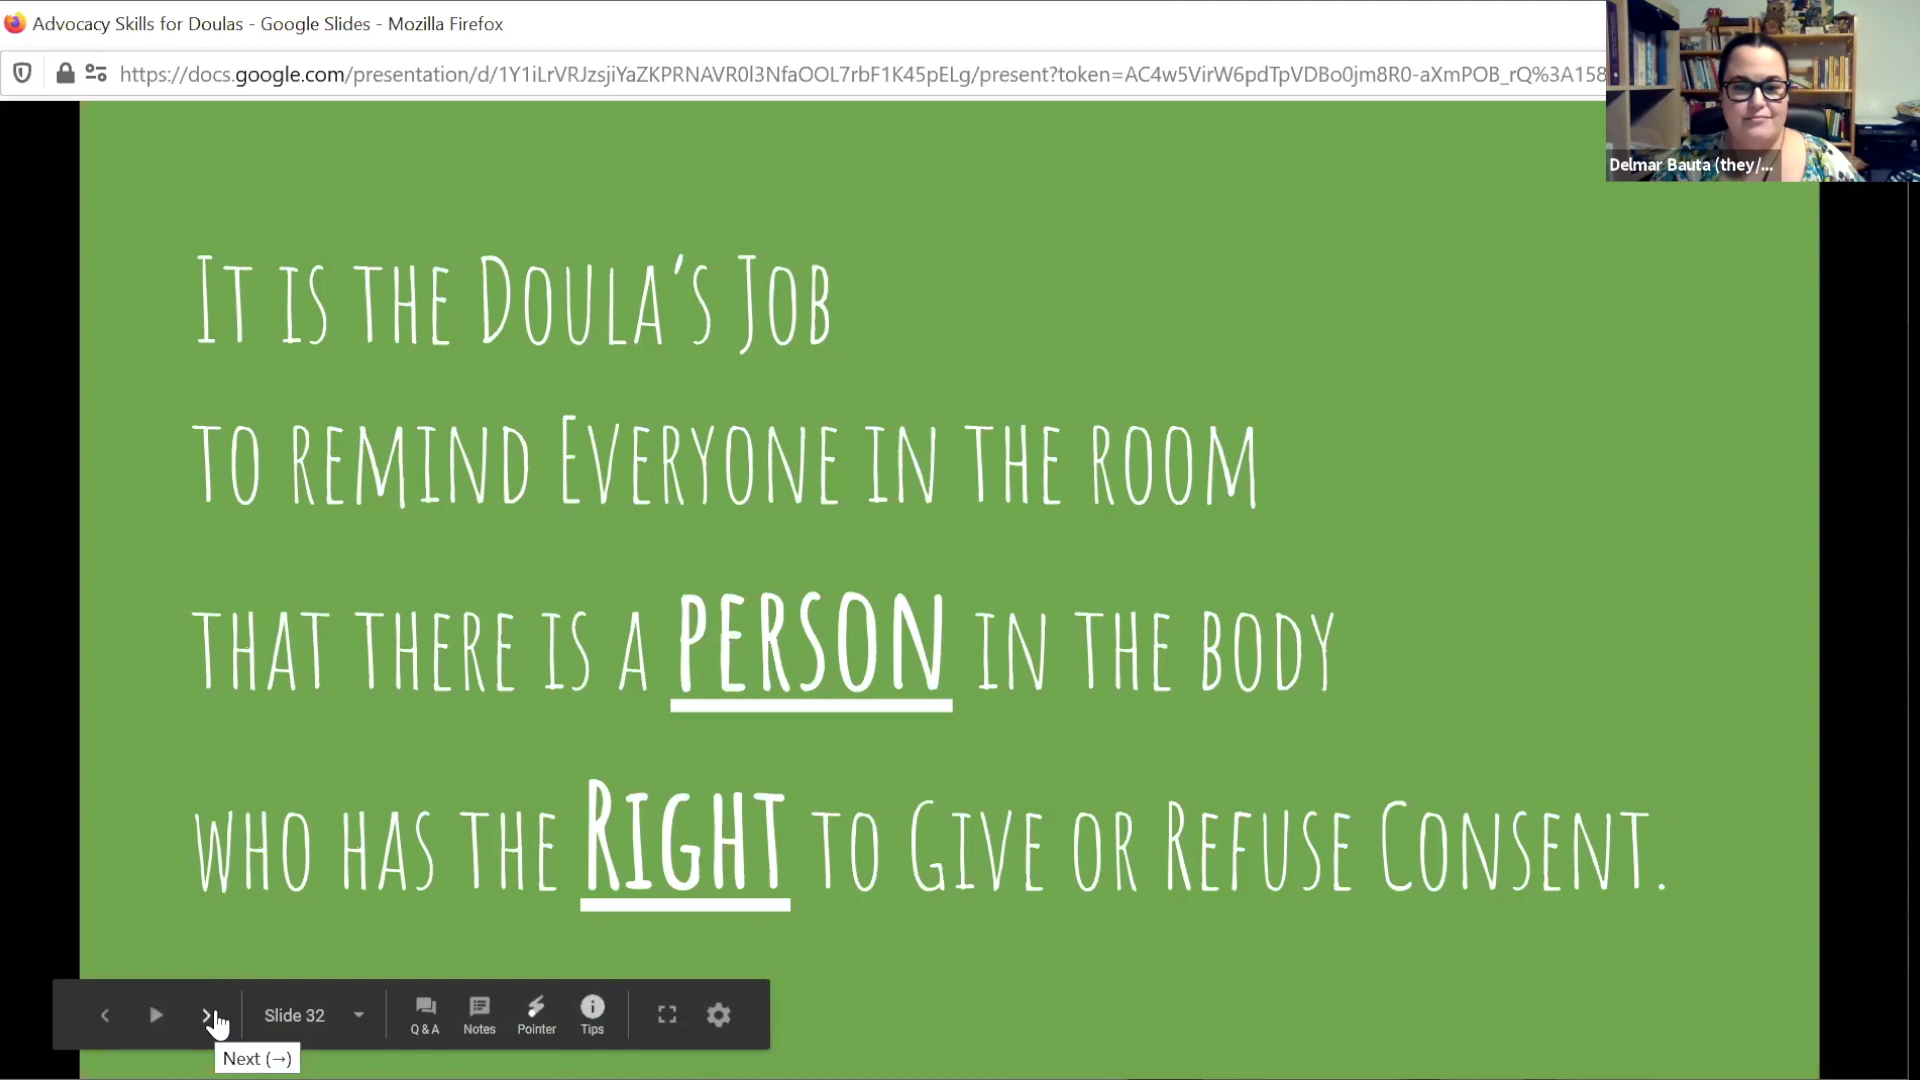 Advocacy Skills for Doulas - Google Slides - Mozilla Firefox
https://docs.google.com/presentation/d/1Y1iLrVRJzsjiYaZKPRNAVR0l3NfaOOL7rbF1K45pELg/present?token=AC4w5VirW6pdTpVDBo0jm8R0-aXmPOB_rQ%3A158
Delmar Bauta (they/...
It is the Doula's Job
to remind Everyone in the room
that there is a PERSON in the body
who has the Right to Give or Refuse Consent.
Slide 32
Q & A
Notes
Pointer
Tips
Next (→)